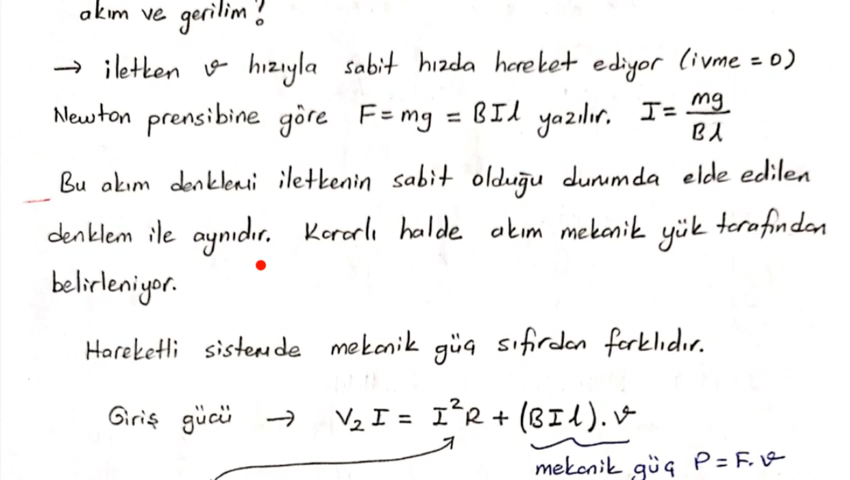 akım ve gerilim?
→ iletken v hızıyla sabit hızda hareket ediyor (ivme = 0)
Newton prensibine göre F = mg = BIl yazılır. I = mg / Bl
Bu akım denklemi iletkenin sabit olduğu durumda elde edilen
denklem ile aynıdır. Kararlı halde akım mekanik yük tarafından
belirleniyor.
Hareketli sistemde mekanik güç sıfırdan farklıdır.
Giriş gücü → V₂I = I²R + (BIl).v
mekanik güç P = F.v